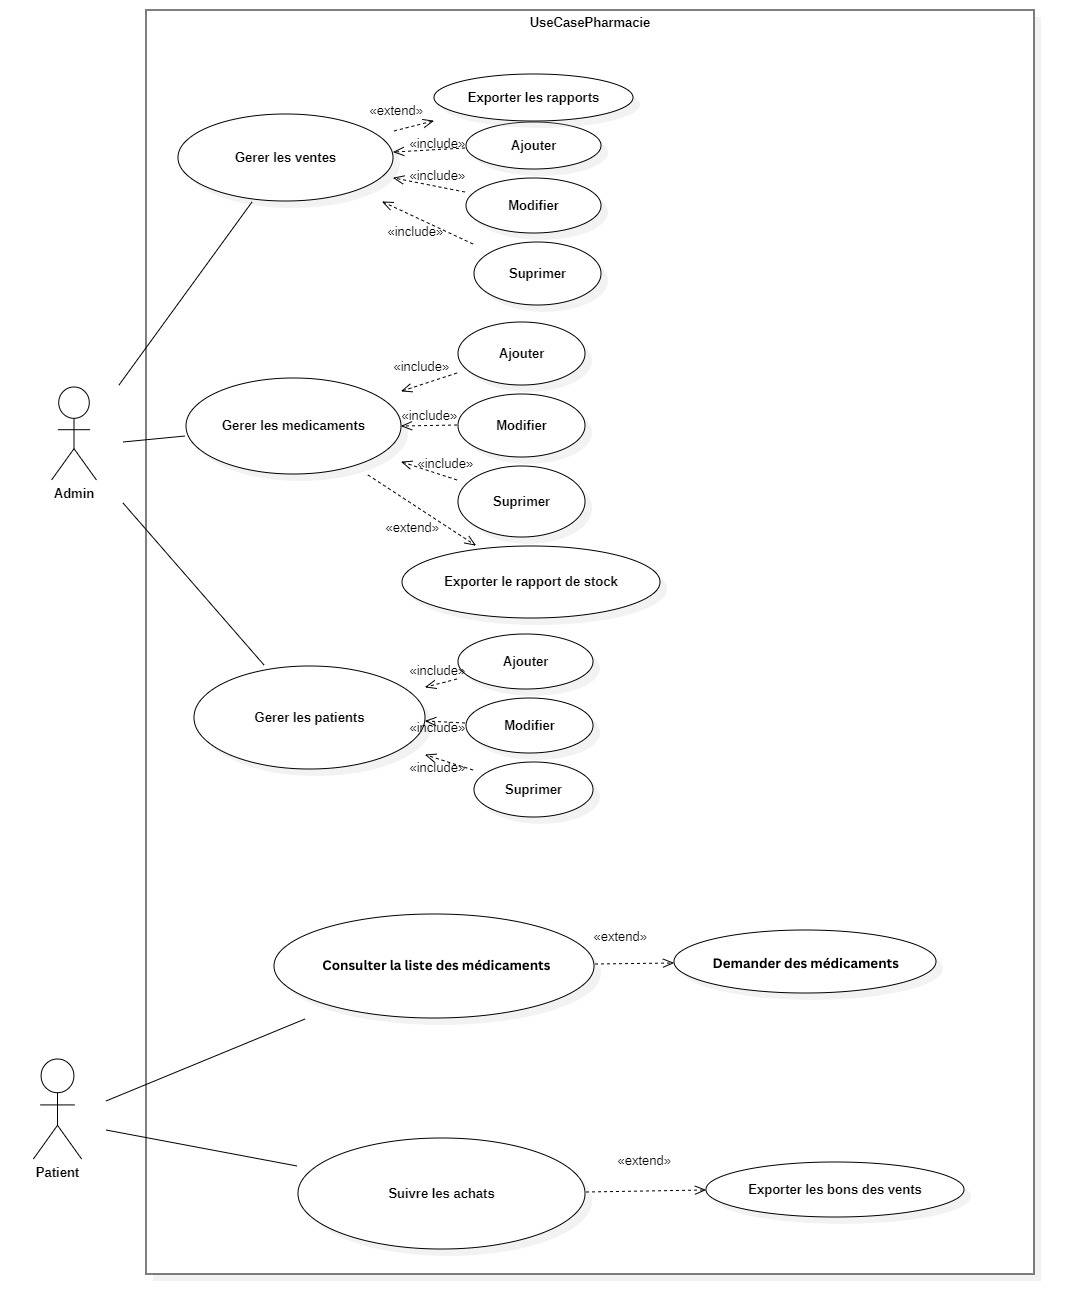 UseCasePharmacie
Exporter les rapports
«extend»
Gerer les ventes
«include»
Ajouter
«include»
Modifier
«include»
Suprimer
Ajouter
«include»
Gerer les medicaments
«include»
Modifier
«include»
Suprimer
Admin
«extend»
Exporter le rapport de stock
Ajouter
«include»
Gerer les patients
«include»
Modifier
«include»
Suprimer
«extend»
Consulter la liste des médicaments
Demander des médicaments
Patient
«extend»
Suivre les achats
Exporter les bons des vents